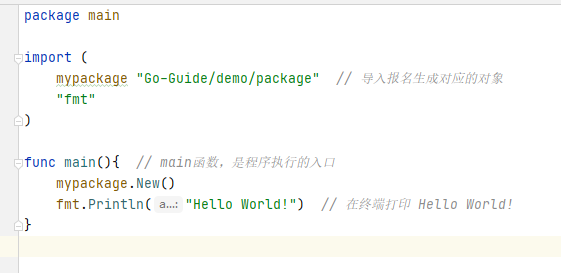 package main
import (
mypackage "Go-Guide/demo/package"  // 导入报名生成对应的对象
"fmt"
)
func main(){  // main函数，是程序执行的入口
mypackage.New()
fmt.Println( a...: "Hello World!")  // 在终端打印 Hello World!
}